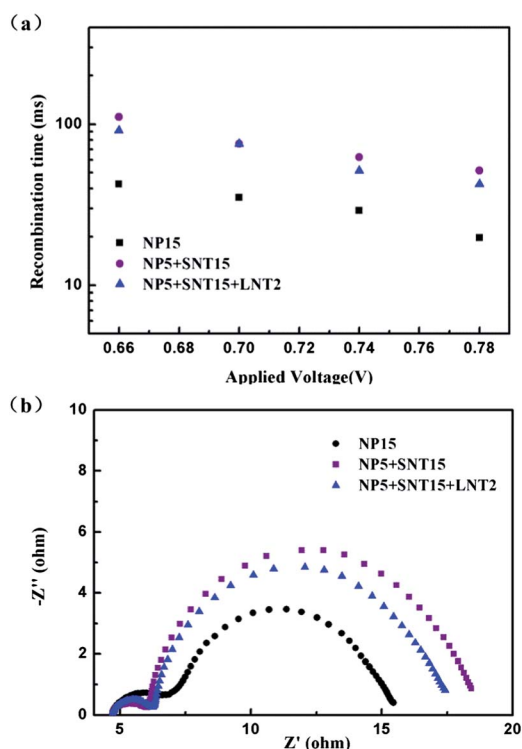 (a)
Recombination time (ms)
100
10
NP15
NP5+SNT15
NP5+SNT15+LNT2
0.66 0.68 0.70 0.72 0.74 0.76 0.78
Applied Voltage(V)
(b)
-Z'' (ohm)
10
8
6
4
2
0
NP15
NP5+SNT15
NP5+SNT15+LNT2
5 10 15 20
Z' (ohm)